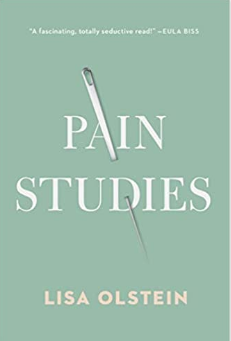 "A fascinating, totally seductive read!" —EULA BISS
PAIN
STUDIES
LISA OLSTEIN